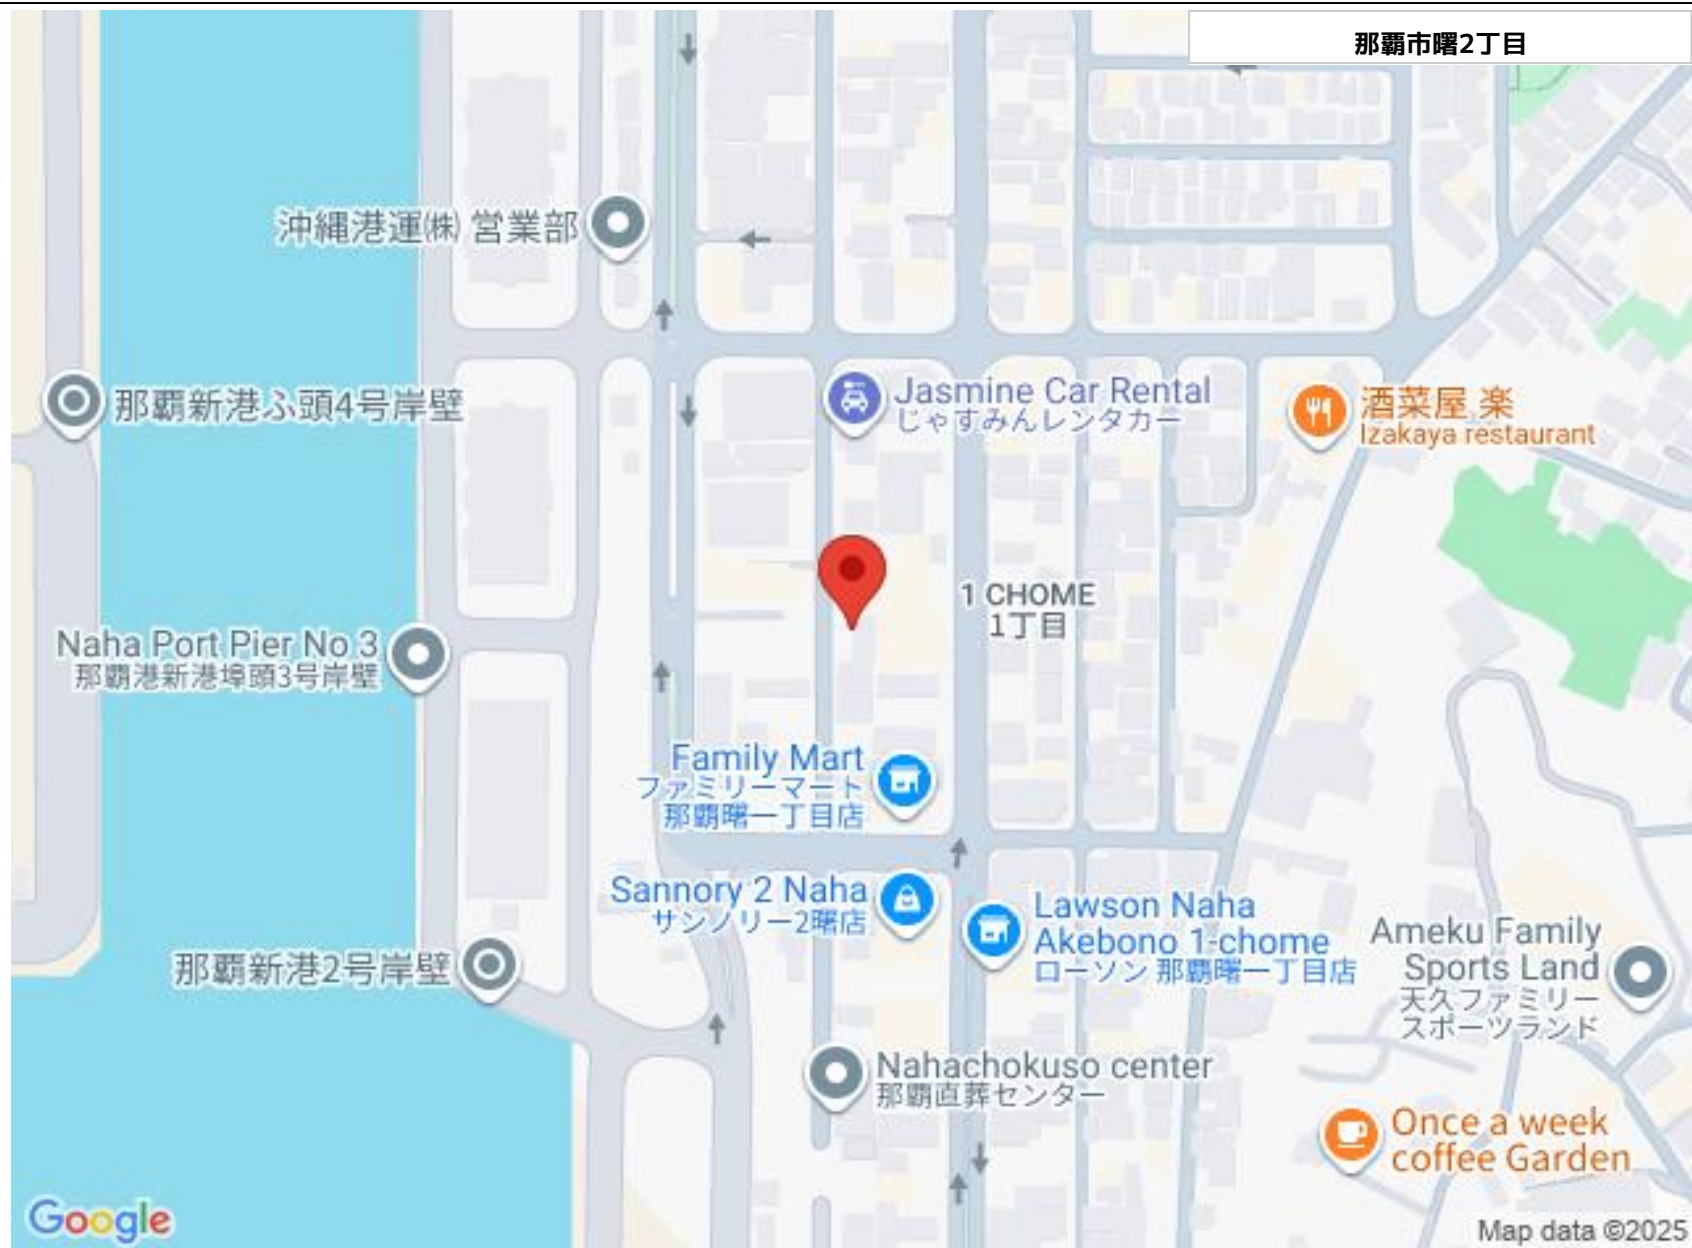 那覇市曙2丁目
沖縄港運㈱ 営業部
那覇新港ふ頭4号岸壁
Jasmine Car Rental
じゃすみんレンタカー
酒菜屋 楽
Izakaya restaurant
1 CHOME
1丁目
Naha Port Pier No 3
那覇港新港埠頭3号岸壁
Family Mart
ファミリーマート
那覇曙一丁目店
Sannory 2 Naha
サンノリー2曙店
Lawson Naha
Akebono 1-chome
ローソン 那覇曙一丁目店
Ameku Family
Sports Land
天久ファミリー
スポーツランド
那覇新港2号岸壁
Nahachokuso center
那覇直葬センター
Once a week
coffee Garden
Google
Map data ©2025